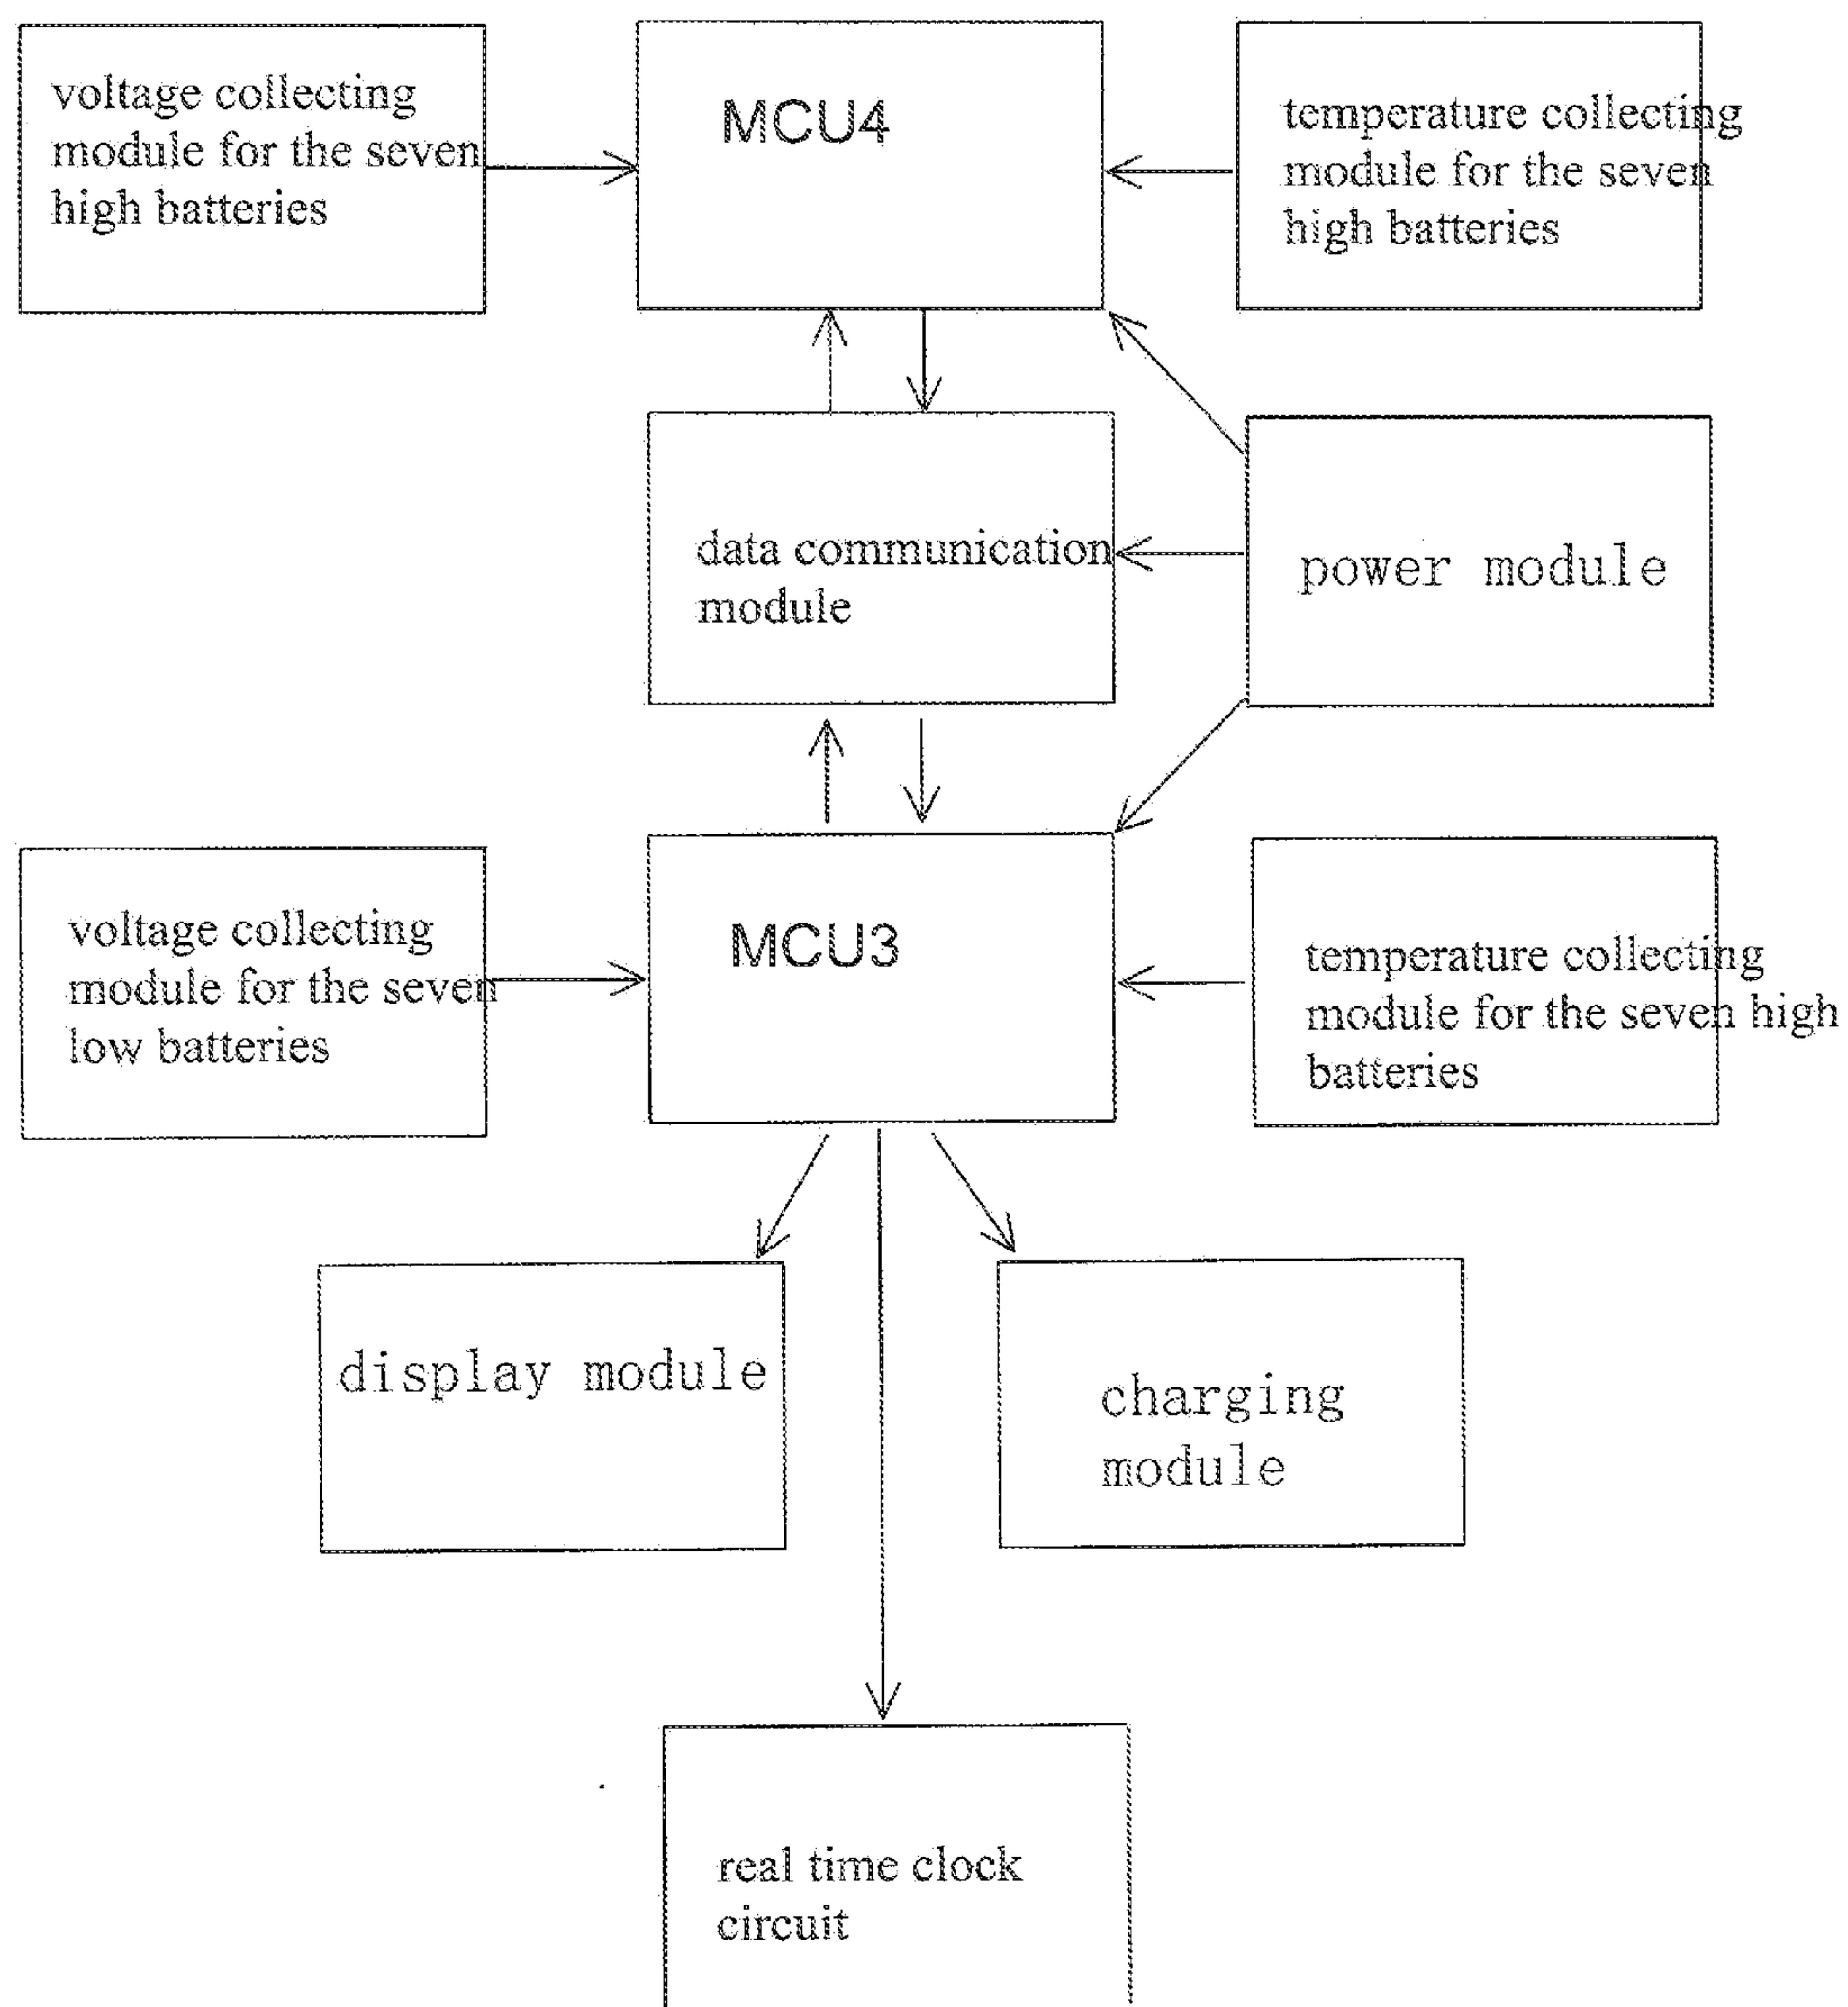 voltage collecting
module for the seven
high batteries
MCU4
temperature collecting
module for the seven
high batteries
data communication
module
power module
voltage collecting
module for the seven
low batteries
MCU3
temperature collecting
module for the seven high
batteries
display module
charging
module
real time clock
circuit